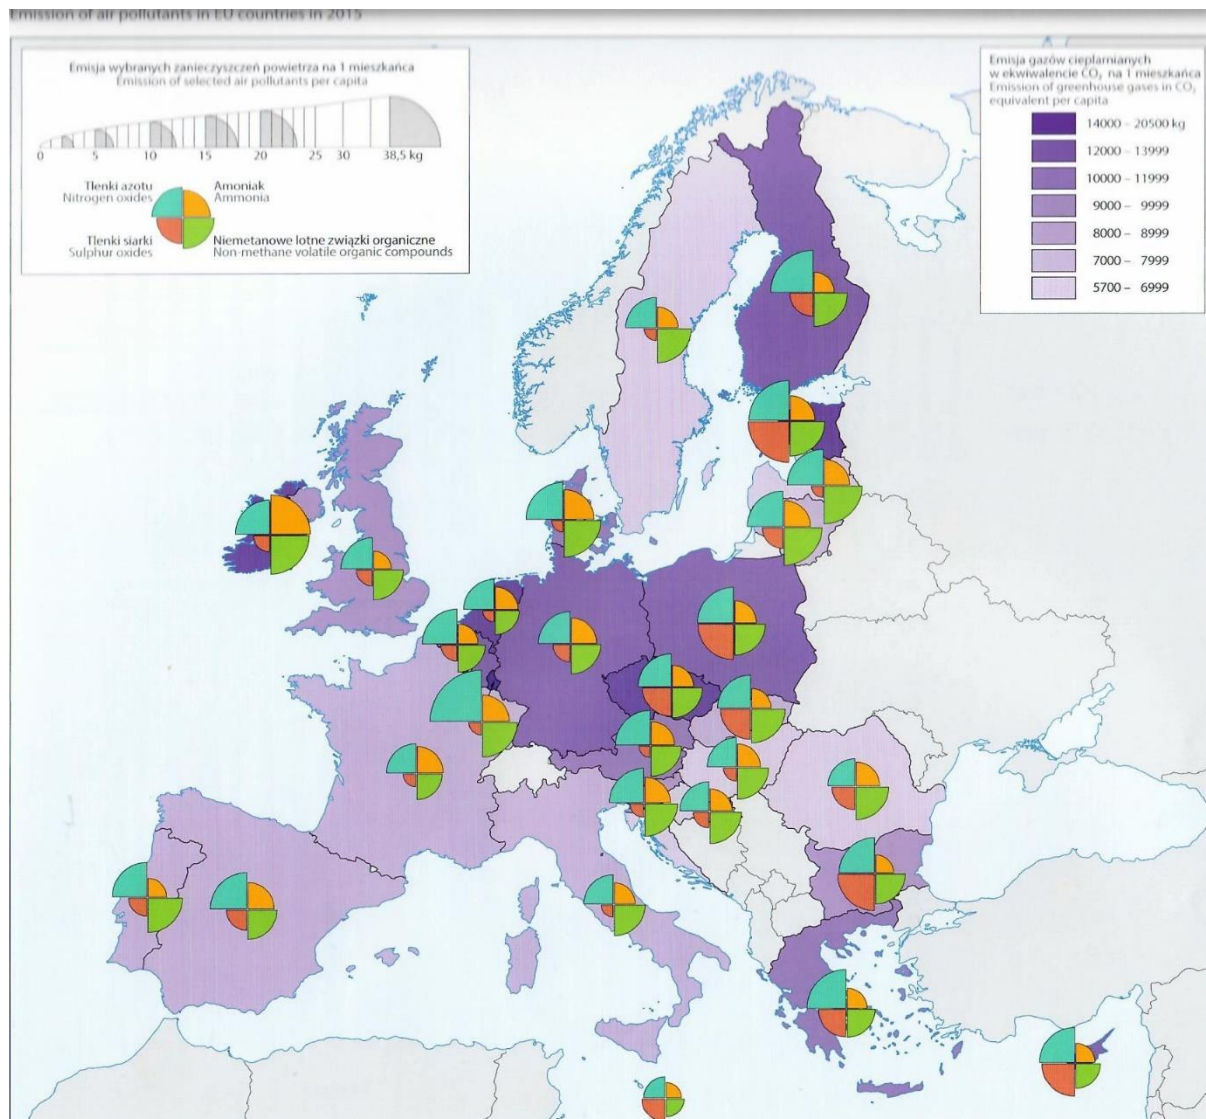 Emission of air pollutants in EU countries in 2015
Emisja wybranych zanieczyszczeń powietrza na 1 mieszkańca
Emission of selected air pollutants per capita
0 5 10 15 20 25 30 38,5 kg
Tlenki azotu
Nitrogen oxides
Amoniak
Ammonia
Tlenki siarki
Sulphur oxides
Niemetanowe lotne związki organiczne
Non-methane volatile organic compounds
Emisja gazów cieplarnianych
w ekwiwalencie CO₂ na 1 mieszkańca
Emission of greenhouse gases in CO₂
equivalent per capita
14000 – 20500 kg
12000 – 13999
10000 – 11999
9000 – 9999
8000 – 8999
7000 – 7999
5700 – 6999